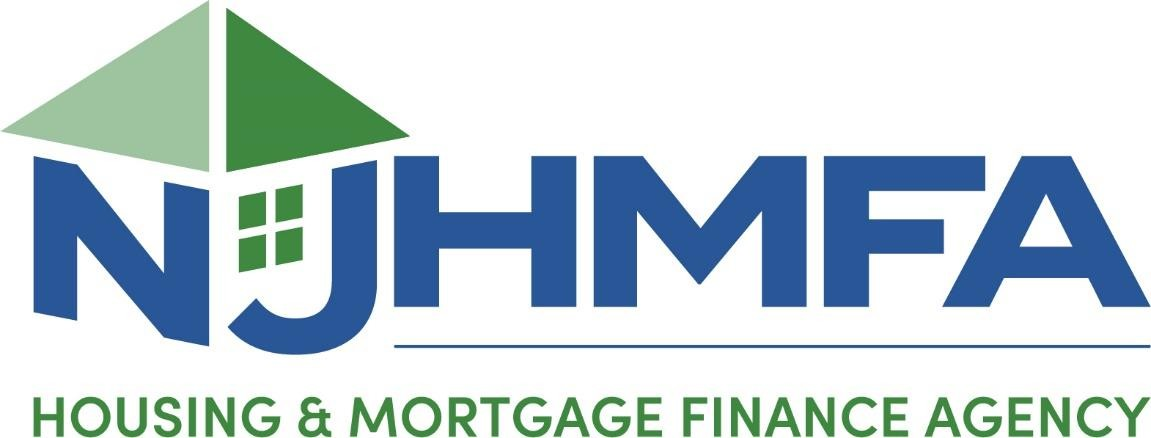 NJHMFA
HOUSING & MORTGAGE FINANCE AGENCY